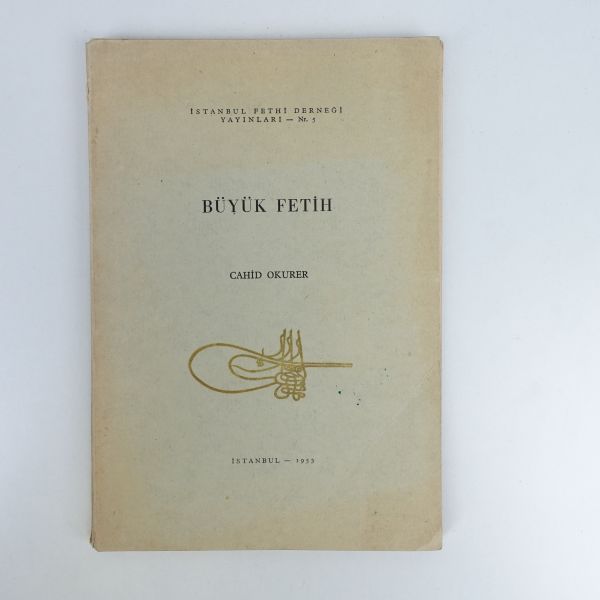 İSTANBUL FETHİ DERNEĞİ
YAYINLARI — Nr. 5
BÜYÜK FETİH
CAHİD OKURER
İSTANBUL — 1953